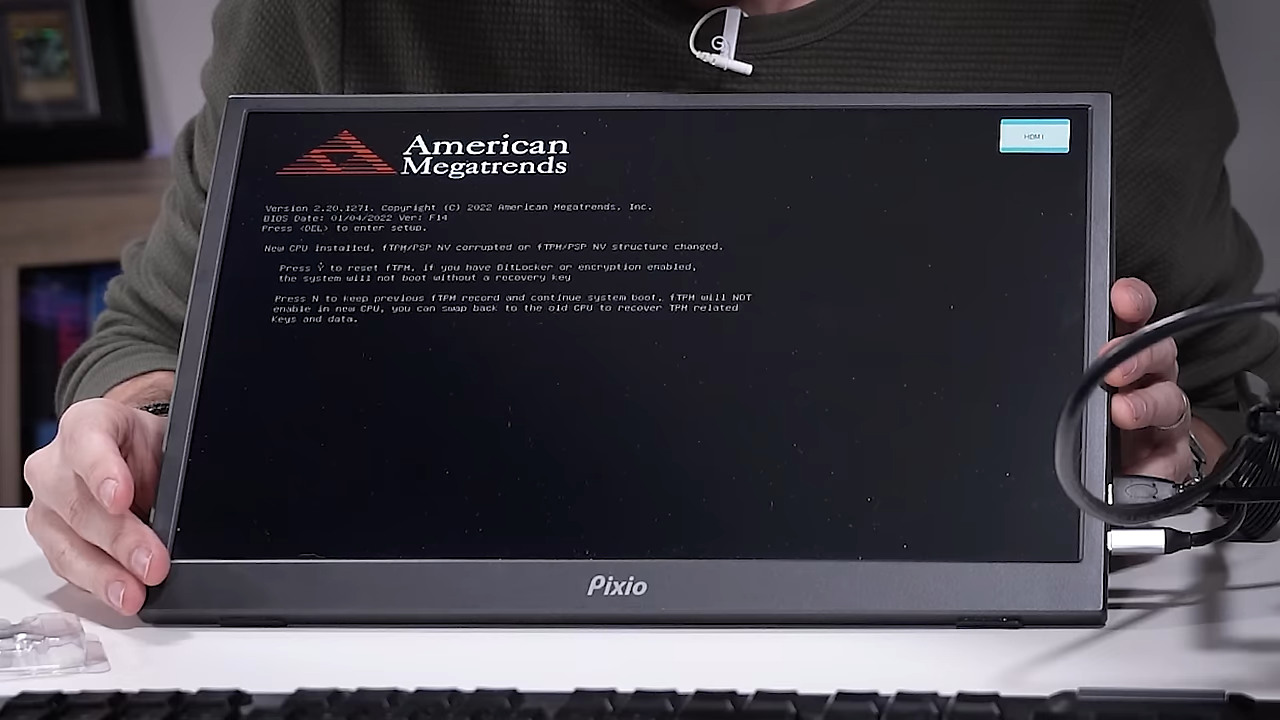 American
Megatrends
HDMI
Version 2.20.1271. Copyright (C) 2022 American Megatrends, Inc.
BIOS Date: 01/04/2022 Ver: F14
Press <DEL> to enter setup.
New CPU installed, fTPM/PSP NV corrupted or fTPM/PSP NV structure changed.
Press Y to reset fTPM, if you have BitLocker or encryption enabled,
the system will not boot without a recovery key
Press N to keep previous fTPM record and continue system boot, fTPM will NOT
enable in new CPU, you can swap back to the old CPU to recover TPM related
keys and data.
Pixio